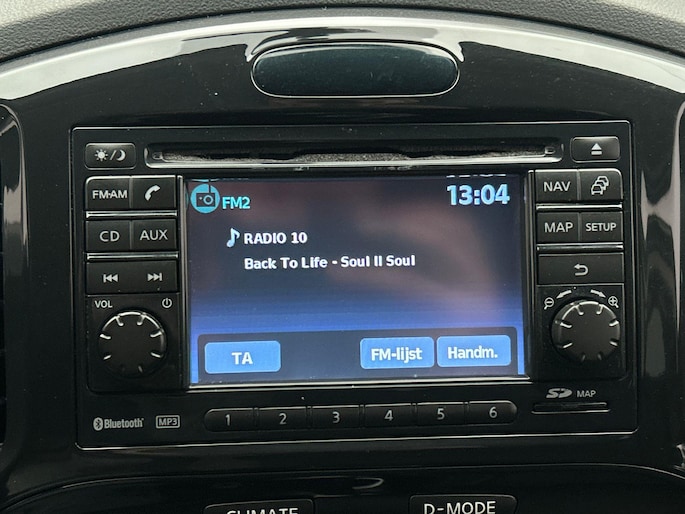 FM-AM
NAV
FM2
13:04
CD
AUX
RADIO 10
MAP
SETUP
Back To Life - Soul II Soul
VOL
TA
FM-lijst
Handm.
SD MAP
Bluetooth
MP3
1 2 3 4 5 6
CLIMATE
D-MODE